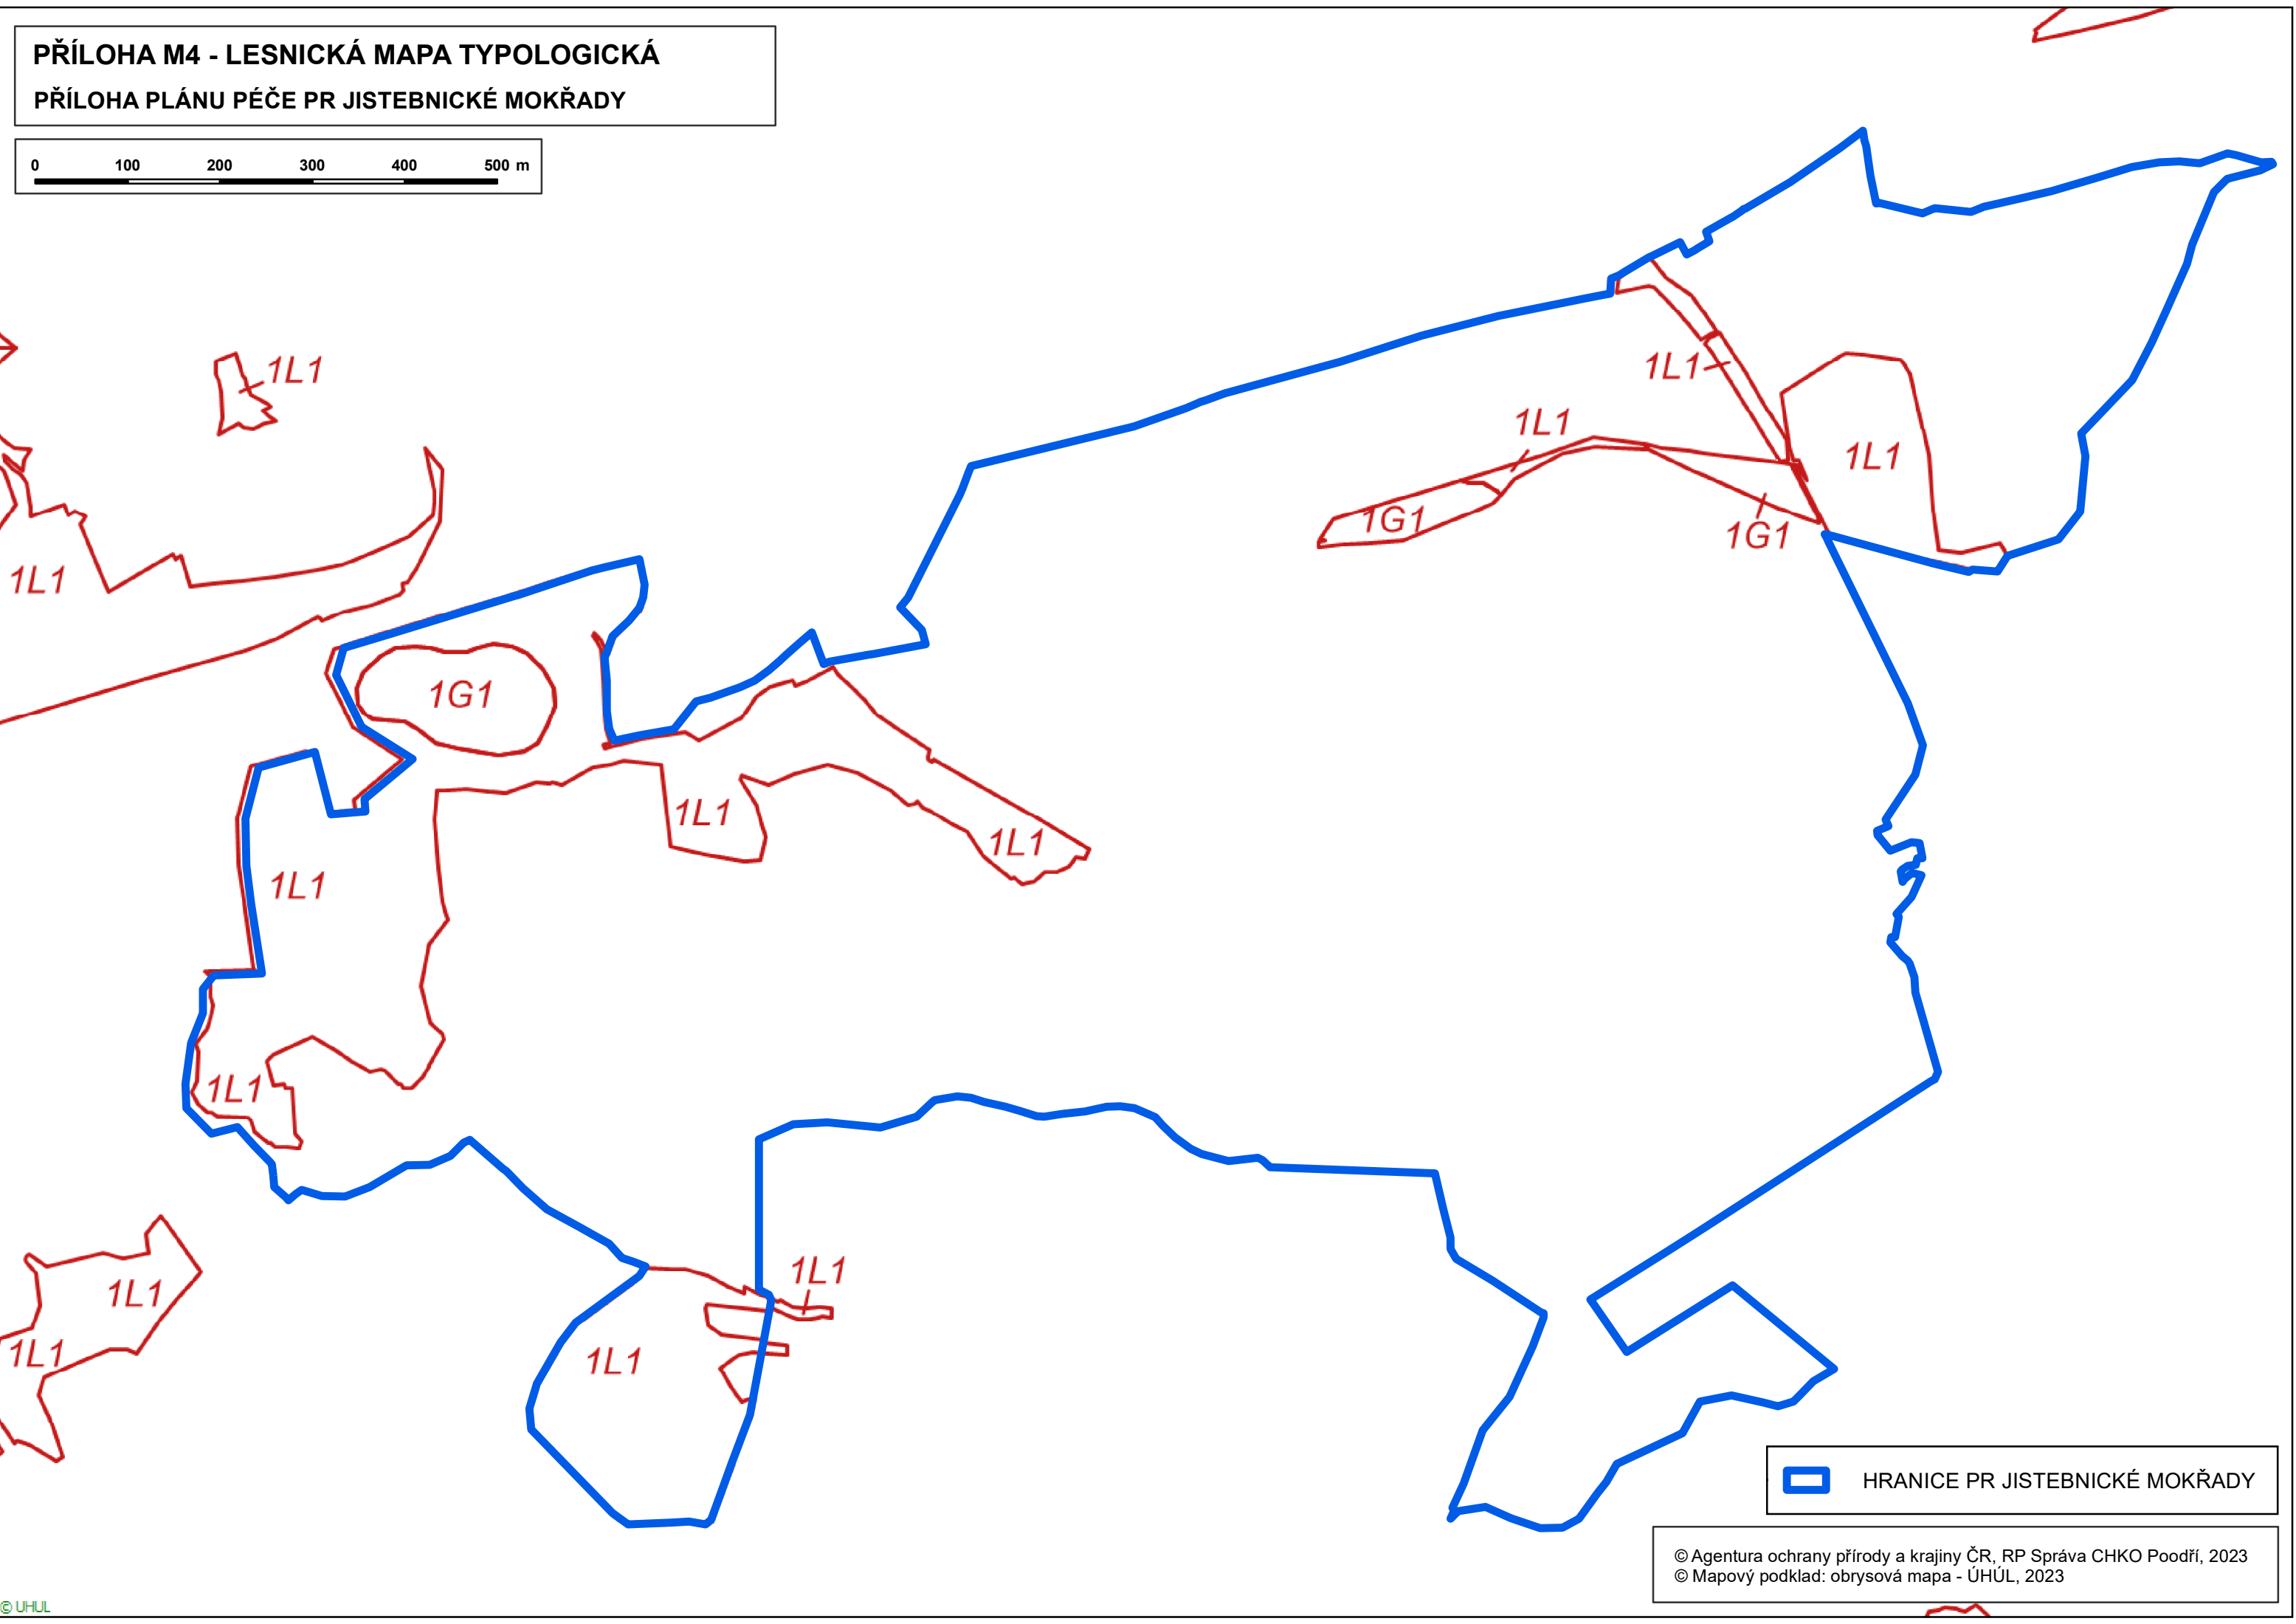 PŘÍLOHA M4 - LESNICKÁ MAPA TYPOLOGICKÁ
PŘÍLOHA PLÁNU PÉČE PR JISTEBNICKÉ MOKŘADY
0 100 200 300 400 500 m
1L1
1L1
1L1
1L1
1G1
1G1
1L1
1G1
1L1
1L1
1L1
1L1
1L1
1L1
1L1
1L1
1L1
HRANICE PR JISTEBNICKÉ MOKŘADY
© Agentura ochrany přírody a krajiny ČR, RP Správa CHKO Poodří, 2023
© Mapový podklad: obrysová mapa - ÚHÚL, 2023
© UHUL